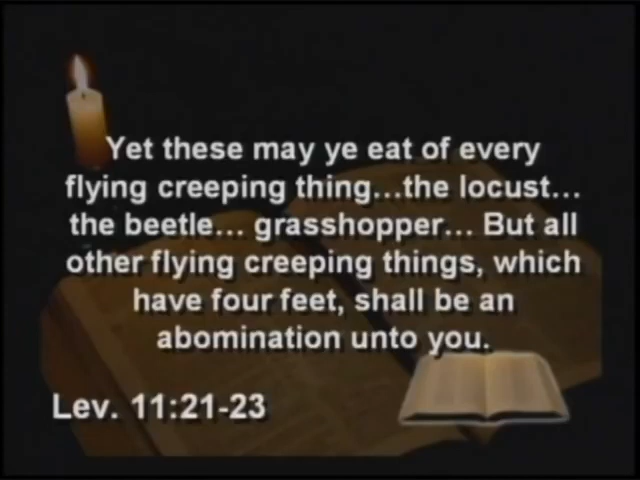 Yet these may ye eat of every
flying creeping thing...the locust...
the beetle... grasshopper... But all
other flying creeping things, which
have four feet, shall be an
abomination unto you.
Lev. 11:21-23